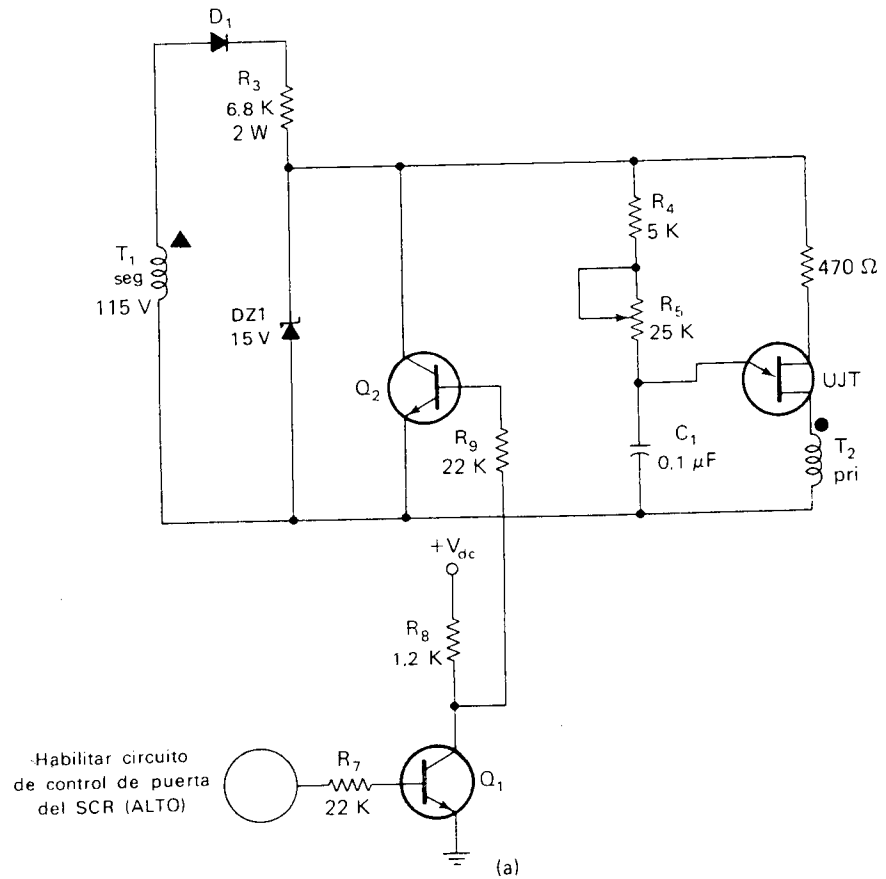 D₁
R₃
6.8 K
2 W
T₁
seg
115 V
DZ1
15 V
Q₂
R₉
22 K
R₄
5 K
R₅
25 K
C₁
0.1 μF
470 Ω
UJT
T₂
pri
+V_dc
R₈
1.2 K
Habilitar circuito
de control de puerta
del SCR (ALTO)
R₇
22 K
Q₁
(a)